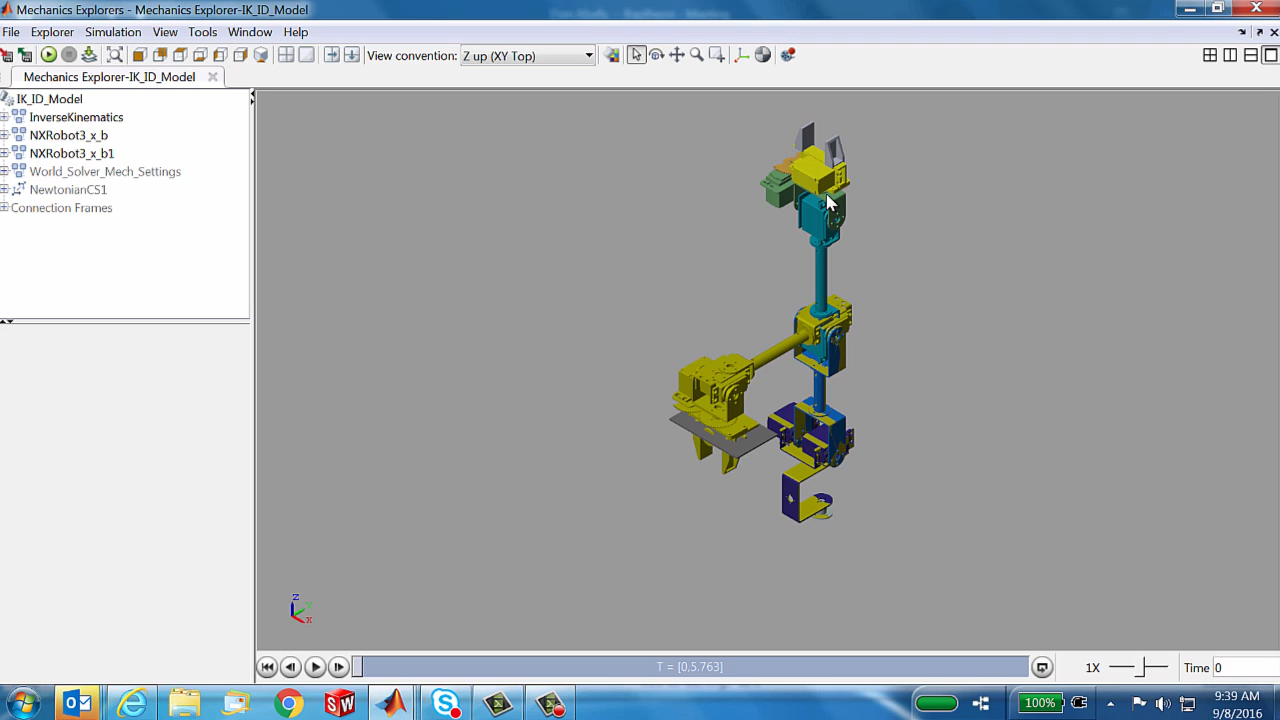 Mechanics Explorers - Mechanics Explorer-IK_ID_Model
File Explorer Simulation View Tools Window Help
View convention: Z up (XY Top)
Mechanics Explorer-IK_ID_Model
IK_ID_Model
InverseKinematics
NXRobot3_x_b
NXRobot3_x_b1
World_Solver_Mech_Settings
NewtonianCS1
Connection Frames
z
Y
x
T = [0,5.763]
1X
Time 0
SW
100%
9:39 AM
9/8/2016